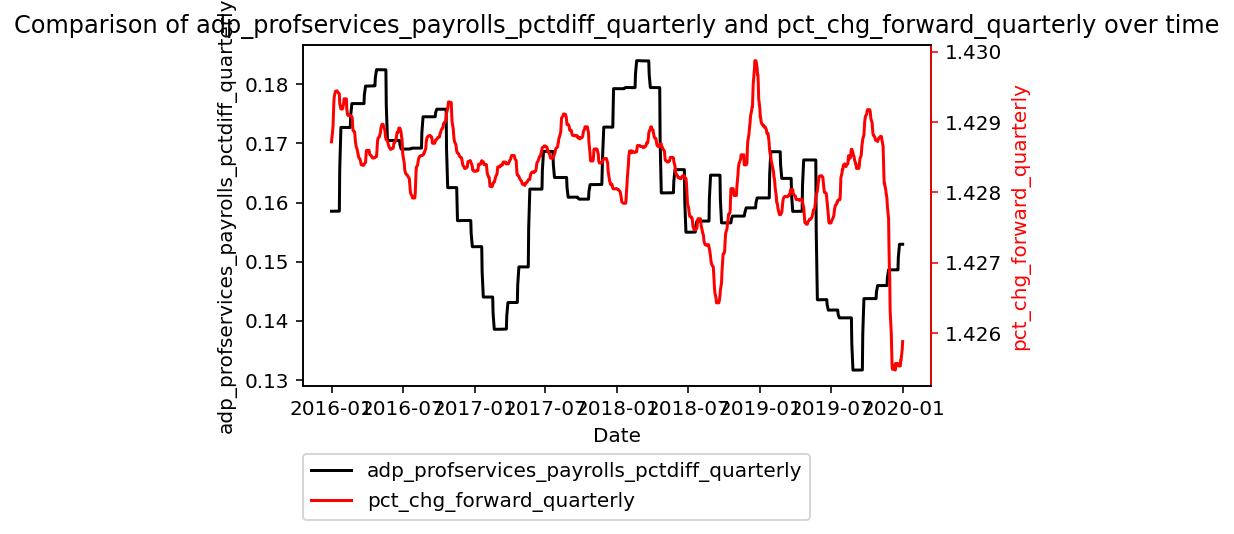 Comparison of adp_profservices_payrolls_pctdiff_quarterly and pct_chg_forward_quarterly over time
adp_profservices_payrolls_pctdiff_quarterly
0.18
0.17
0.16
0.15
0.14
0.13
1.430
1.429
1.428
1.427
1.426
pct_chg_forward_quarterly
2016-01 2016-07 2017-01 2017-07 2018-01 2018-07 2019-01 2019-07 2020-01
Date
adp_profservices_payrolls_pctdiff_quarterly
pct_chg_forward_quarterly